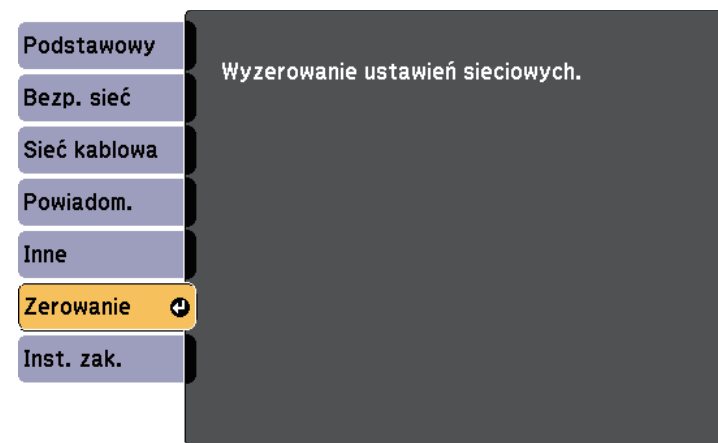 Podstawowy
Bezp. sieć
Sieć kablowa
Powiadom.
Inne
Zerowanie
Inst. zak.
Wyzerowanie ustawień sieciowych.